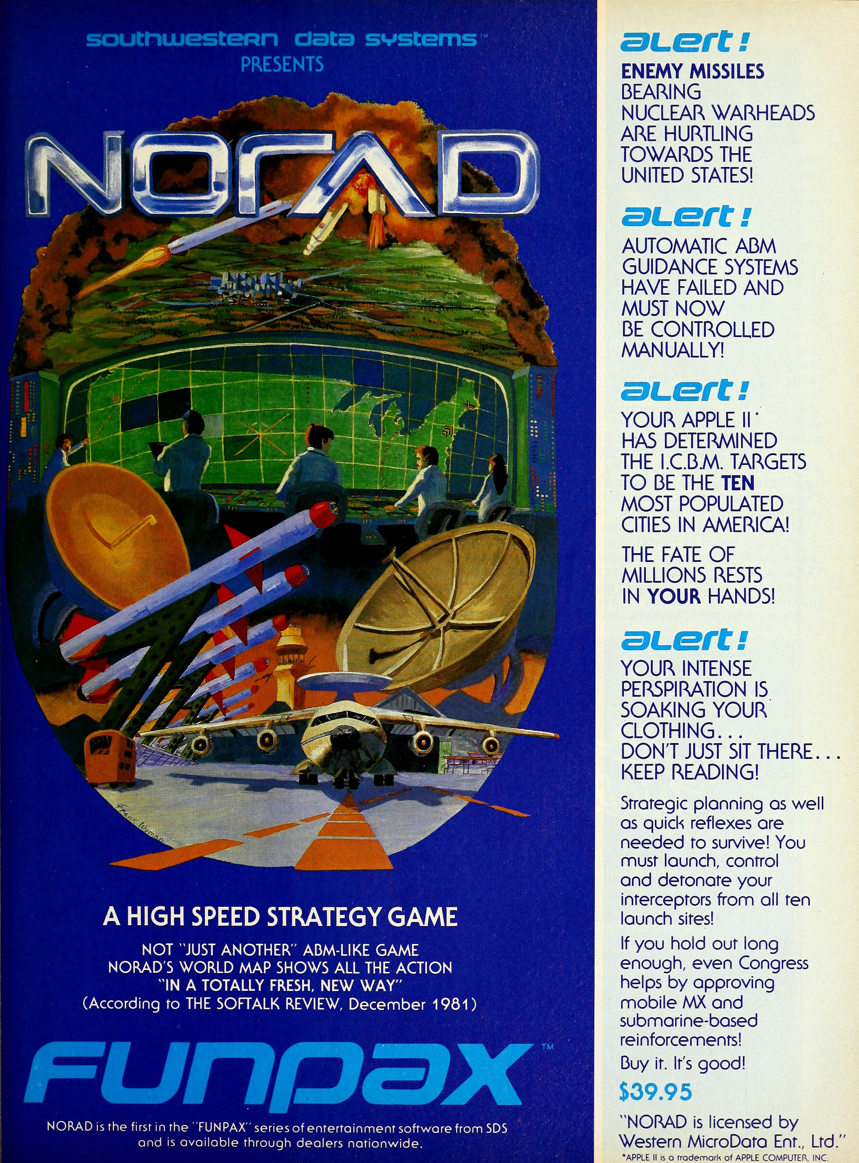 southwestern data systems™
PRESENTS
NORAD
A HIGH SPEED STRATEGY GAME
NOT "JUST ANOTHER" ABM-LIKE GAME
NORAD'S WORLD MAP SHOWS ALL THE ACTION
"IN A TOTALLY FRESH, NEW WAY"
(According to THE SOFTALK REVIEW, December 1981)
FUNPAX™
NORAD is the first in the "FUNPAX" series of entertainment software from SDS
and is available through dealers nationwide.
alert!
ENEMY MISSILES
BEARING
NUCLEAR WARHEADS
ARE HURTLING
TOWARDS THE
UNITED STATES!
alert!
AUTOMATIC ABM
GUIDANCE SYSTEMS
HAVE FAILED AND
MUST NOW
BE CONTROLLED
MANUALLY!
alert!
YOUR APPLE II*
HAS DETERMINED
THE I.C.B.M. TARGETS
TO BE THE TEN
MOST POPULATED
CITIES IN AMERICA!
THE FATE OF
MILLIONS RESTS
IN YOUR HANDS!
alert!
YOUR INTENSE
PERSPIRATION IS
SOAKING YOUR
CLOTHING...
DON'T JUST SIT THERE...
KEEP READING!
Strategic planning as well
as quick reflexes are
needed to survive! You
must launch, control
and detonate your
interceptors from all ten
launch sites!
If you hold out long
enough, even Congress
helps by approving
mobile MX and
submarine-based
reinforcements!
Buy it. It's good!
$39.95
"NORAD is licensed by
Western MicroData Ent., Ltd."
*APPLE II is a trademark of APPLE COMPUTER, INC.